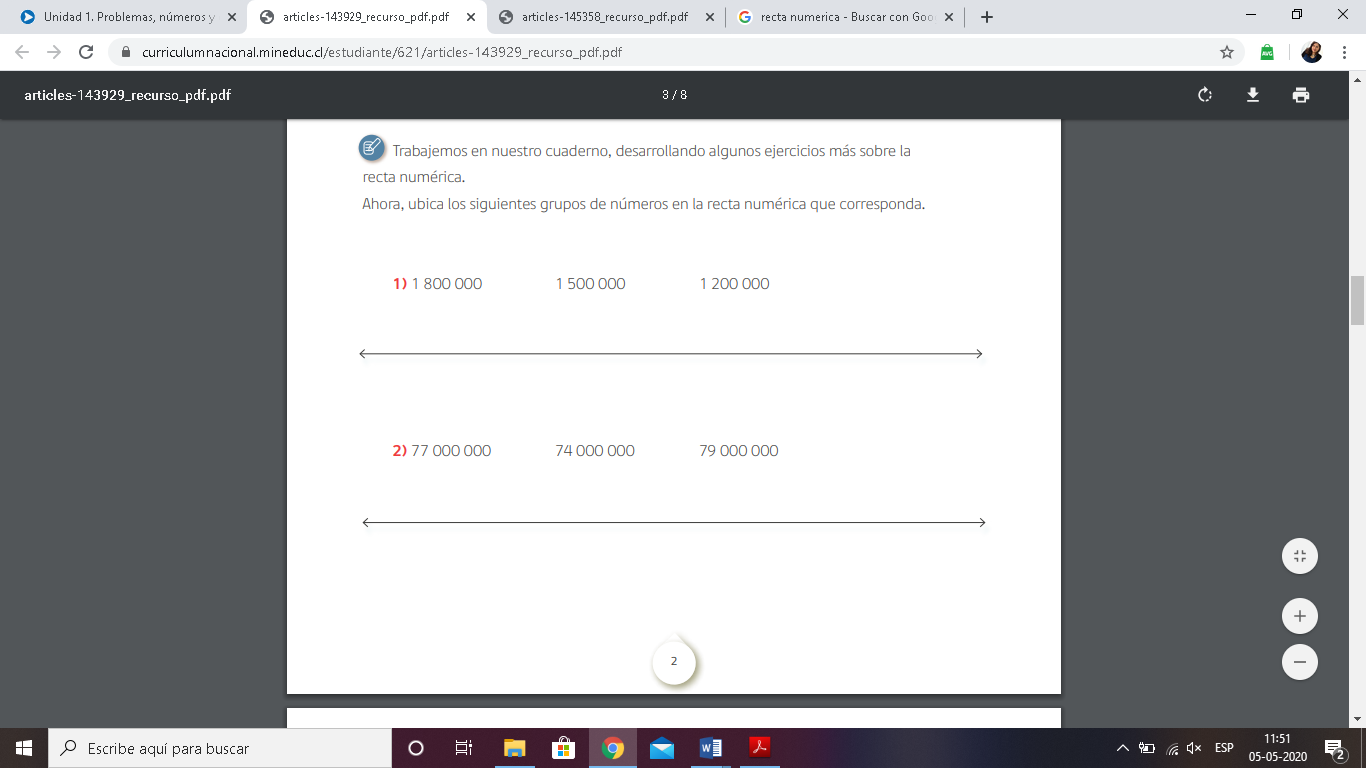 Unidad 1. Problemas, números y
articles-143929_recurso_pdf.pdf
articles-145358_recurso_pdf.pdf
recta numerica - Buscar con Goo
curriculumnacional.mineduc.cl/estudiante/621/articles-143929_recurso_pdf.pdf
AVG
articles-143929_recurso_pdf.pdf
3 / 8
Trabajemos en nuestro cuaderno, desarrollando algunos ejercicios más sobre la
recta numérica.
Ahora, ubica los siguientes grupos de números en la recta numérica que corresponda.
1) 1 800 000 1 500 000 1 200 000
2) 77 000 000 74 000 000 79 000 000
2
Escribe aquí para buscar
ESP
11:51
05-05-2020
2